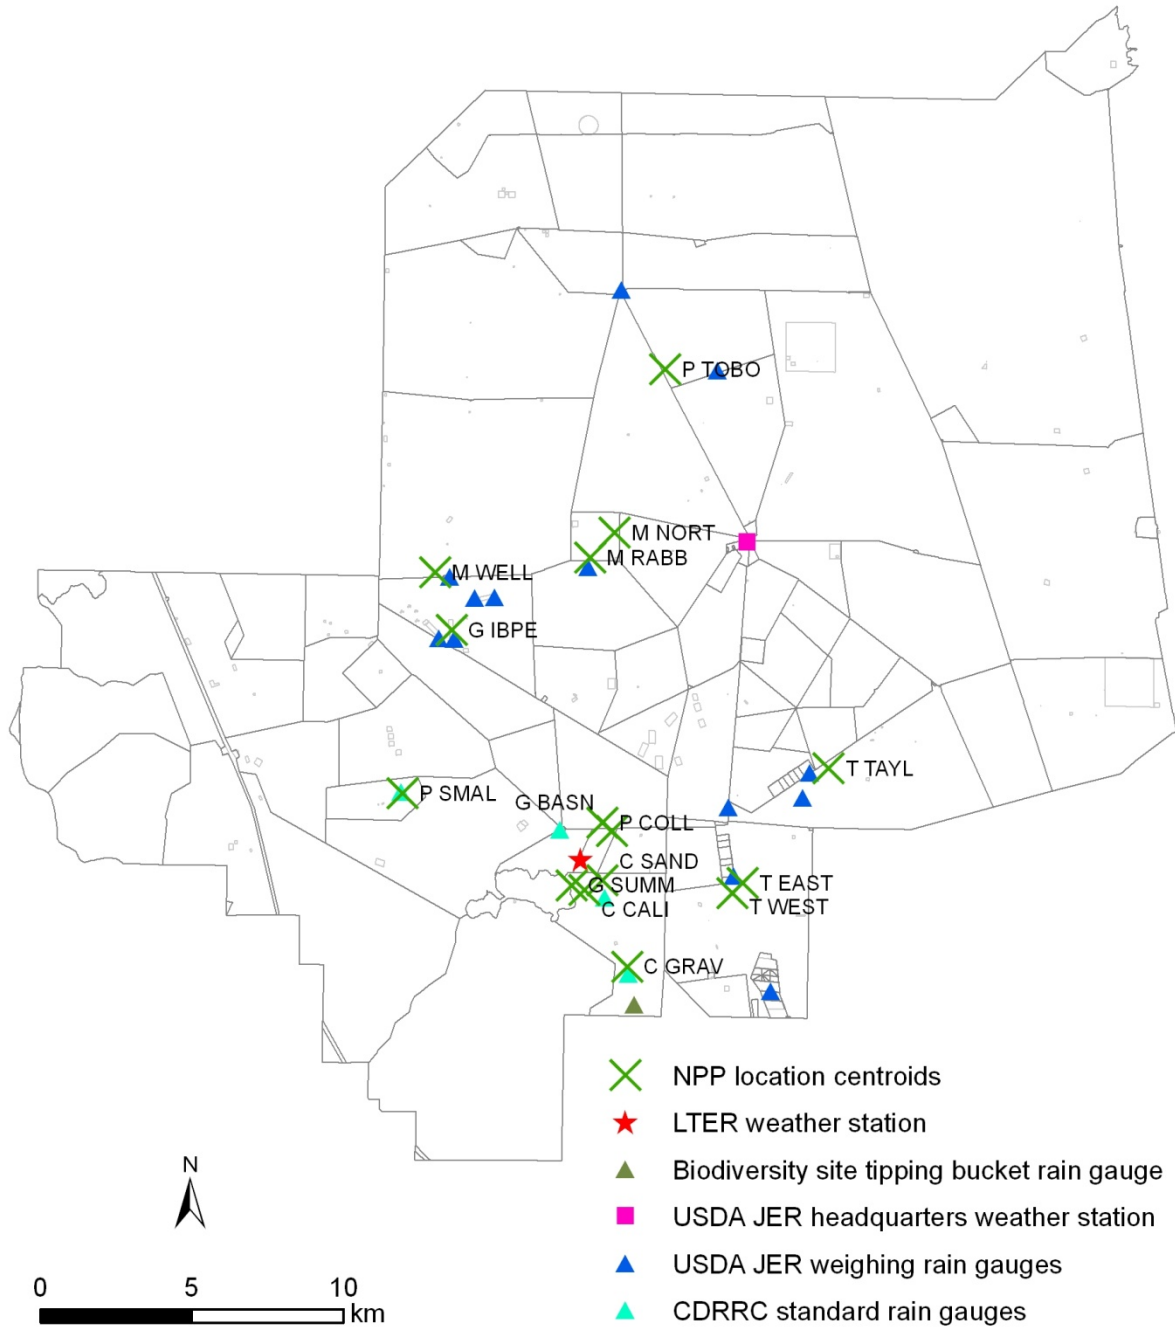 P TOBO
M NORT
M RABB
M WELL
G IBPE
T TAYL
P SMAL
G BASN
P COLL
C SAND
G SUMM
C CALI
T EAST
T WEST
C GRAV
NPP location centroids
LTER weather station
Biodiversity site tipping bucket rain gauge
USDA JER headquarters weather station
USDA JER weighing rain gauges
CDRRC standard rain gauges
N
0 5 10
km